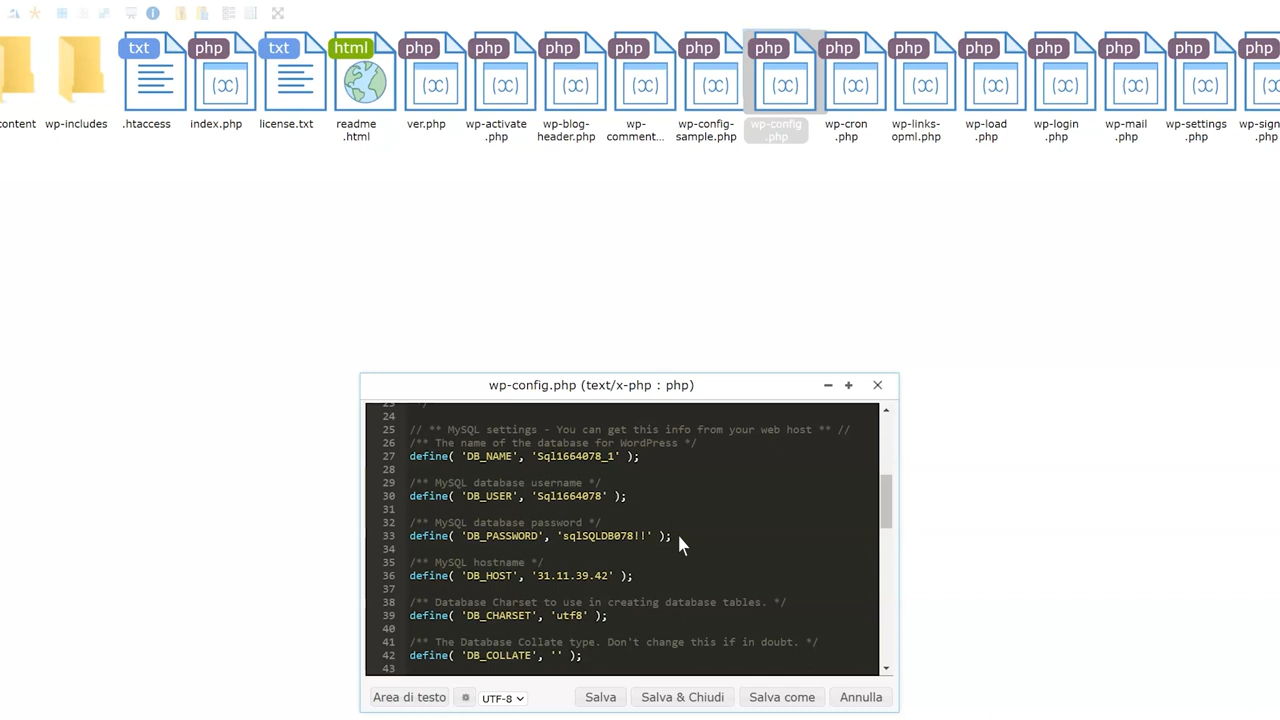 txt
php
txt
html
php
php
php
php
php
php
php
php
php
php
php
php
php
content
wp-includes
.htaccess
index.php
license.txt
readme
.html
ver.php
wp-activate
.php
wp-blog-
header.php
wp-
comment...
wp-config-
sample.php
wp-config
.php
wp-cron
.php
wp-links-
opml.php
wp-load
.php
wp-login
.php
wp-mail
.php
wp-settings
.php
wp-sign
.php
wp-config.php (text/x-php : php)
23 */
24
25 // ** MySQL settings - You can get this info from your web host ** //
26 /** The name of the database for WordPress */
27 define( 'DB_NAME', 'Sql1664078_1' );
28
29 /** MySQL database username */
30 define( 'DB_USER', 'Sql1664078' );
31
32 /** MySQL database password */
33 define( 'DB_PASSWORD', 'sqlSQLDB078!!' );
34
35 /** MySQL hostname */
36 define( 'DB_HOST', '31.11.39.42' );
37
38 /** Database Charset to use in creating database tables. */
39 define( 'DB_CHARSET', 'utf8' );
40
41 /** The Database Collate type. Don't change this if in doubt. */
42 define( 'DB_COLLATE', '' );
43
Area di testo
UTF-8
Salva
Salva & Chiudi
Salva come
Annulla